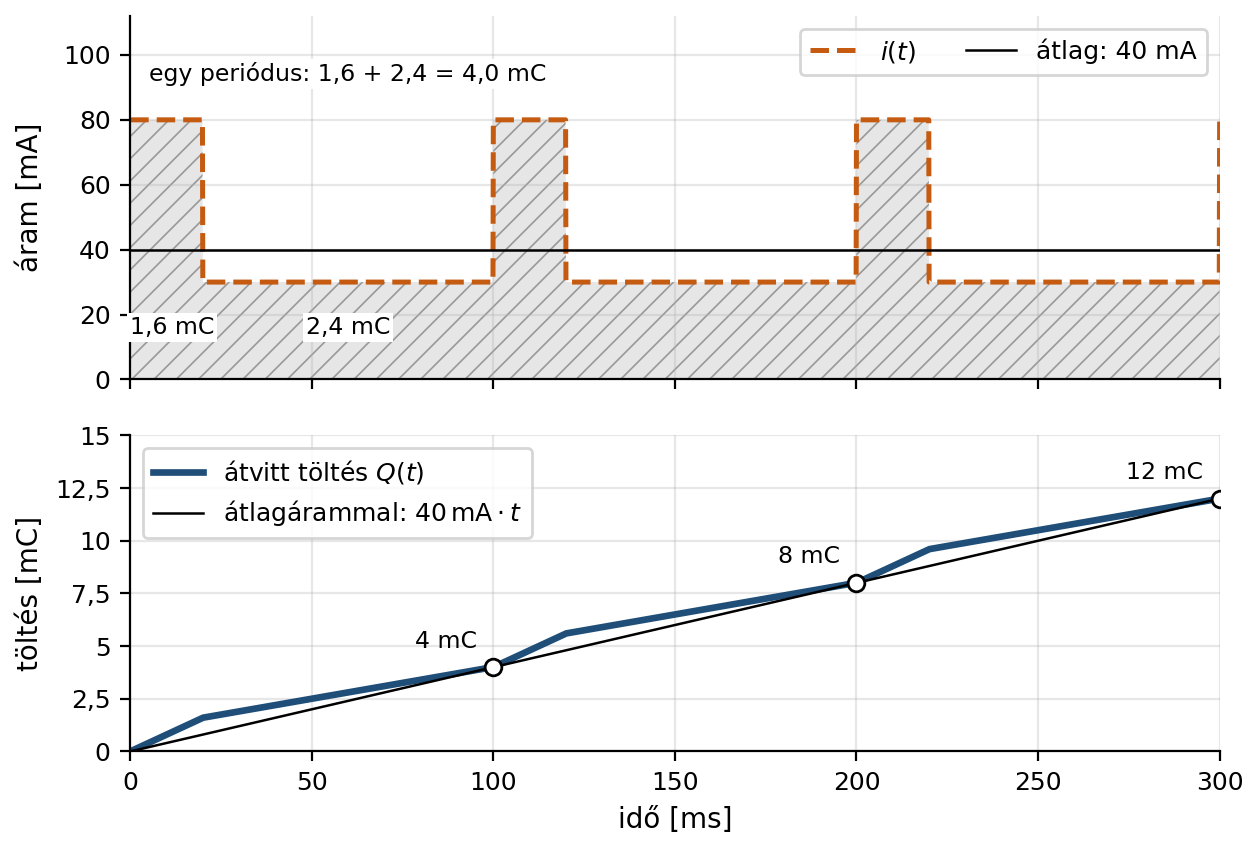 áram [mA]
100
80
60
40
20
0
i(t)
átlag: 40 mA
egy periódus: 1,6 + 2,4 = 4,0 mC
1,6 mC
2,4 mC
töltés [mC]
15
12,5
10
7,5
5
2,5
0
átvitt töltés Q(t)
átlagárammal: 40 mA · t
4 mC
8 mC
12 mC
0
50
100
150
200
250
300
idő [ms]